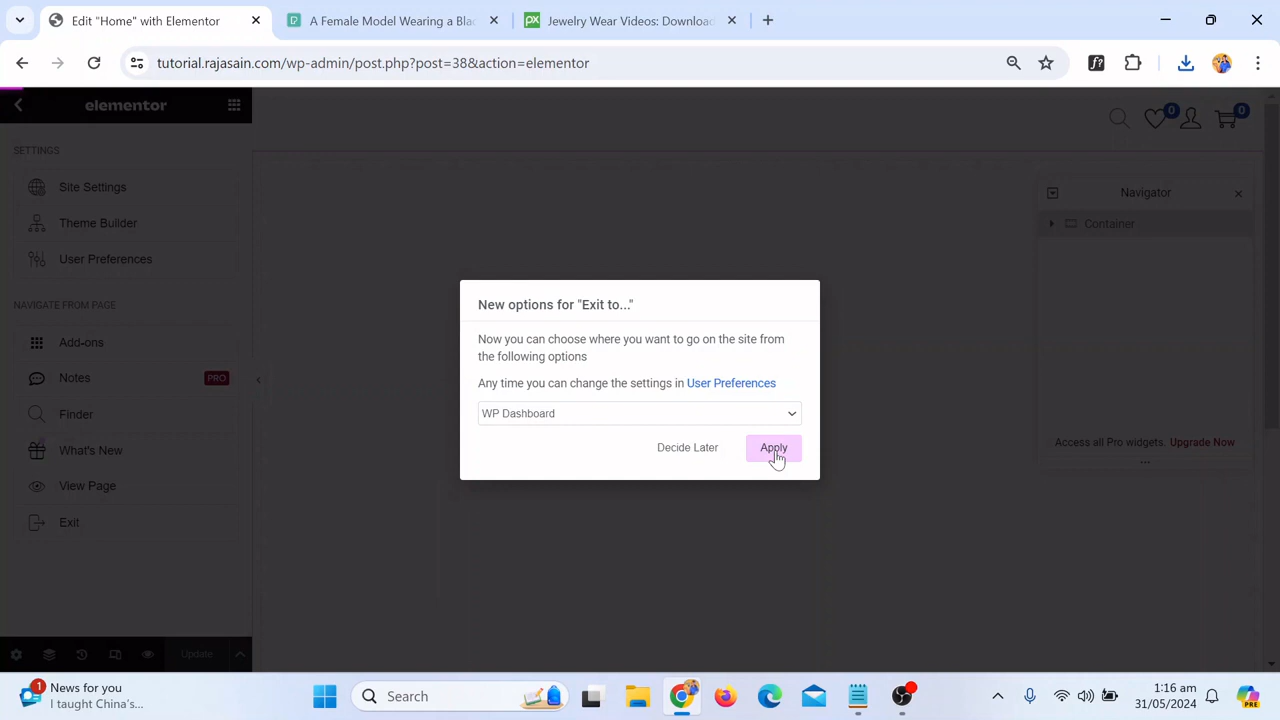 Edit "Home" with Elementor
A Female Model Wearing a Bla
Jewelry Wear Videos: Downloa
tutorial.rajasain.com/wp-admin/post.php?post=38&action=elementor
elementor
0
0
SETTINGS
Site Settings
Theme Builder
User Preferences
NAVIGATE FROM PAGE
Add-ons
Notes
PRO
Finder
What's New
View Page
Exit
Update
Navigator
Container
Access all Pro widgets. Upgrade Now
New options for "Exit to..."
Now you can choose where you want to go on the site from
the following options
Any time you can change the settings in User Preferences
WP Dashboard
Decide Later
Apply
1
News for you
I taught China's...
Search
1:16 am
31/05/2024
PRE